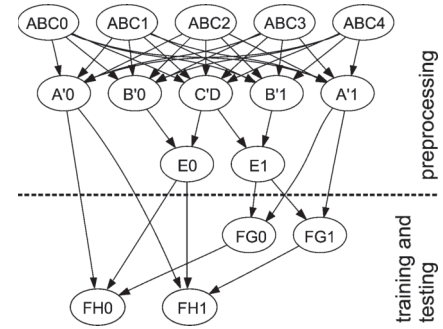 ABC0 ABC1 ABC2 ABC3 ABC4
A'0 B'0 C'D B'1 A'1
E0 E1
preprocessing
FG0 FG1
FH0 FH1
training and
testing